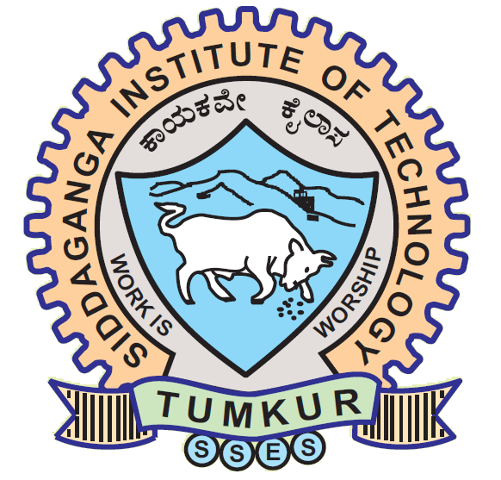 SIDDAGANGA INSTITUTE OF TECHNOLOGY
ಕಾಯಕವೇ ಕೈಲಾಸ
WORK IS WORSHIP
TUMKUR
SSES